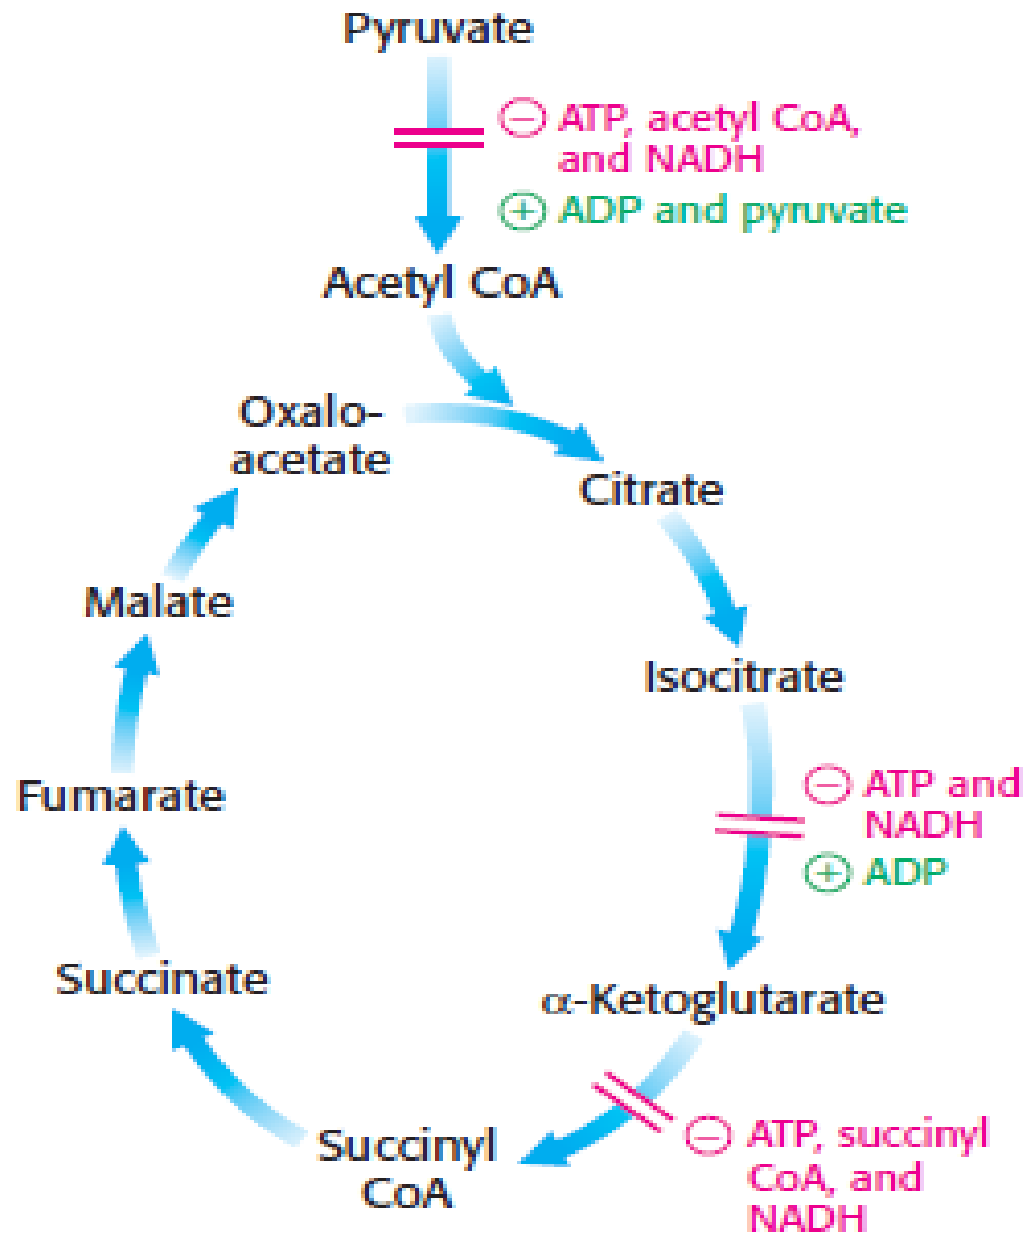 Pyruvate
⊖ ATP, acetyl CoA,
and NADH
⊕ ADP and pyruvate
Acetyl CoA
Oxalo-
acetate
Citrate
Malate
Isocitrate
Fumarate
⊖ ATP and
NADH
⊕ ADP
Succinate
α-Ketoglutarate
Succinyl
CoA
⊖ ATP, succinyl
CoA, and
NADH